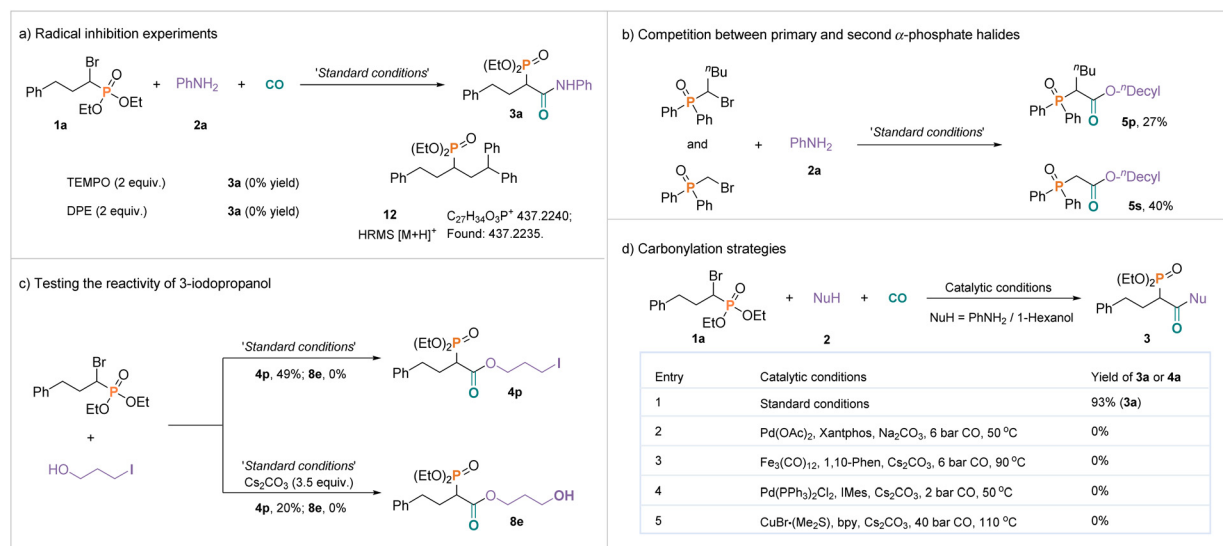 a) Radical inhibition experiments
Br
Ph
P
O
OEt
EtO
1a
+
PhNH2
2a
+
CO
'Standard conditions'
(EtO)2P
O
Ph
NHPh
O
3a
(EtO)2P
O
Ph
Ph
Ph
TEMPO (2 equiv.) 3a (0% yield)
DPE (2 equiv.) 3a (0% yield)
12 C27H34O3P+ 437.2240;
HRMS [M+H]+ Found: 437.2235.
b) Competition between primary and second α-phosphate halides
nBu
O
P
Br
Ph
Ph
and
O
P
Br
Ph
Ph
+
PhNH2
2a
'Standard conditions'
nBu
O
P
O-nDecyl
Ph
Ph
O
5p, 27%
O
P
O-nDecyl
Ph
Ph
O
5s, 40%
c) Testing the reactivity of 3-iodopropanol
Br
Ph
P
O
OEt
EtO
+
HO
I
'Standard conditions'
4p, 49%; 8e, 0%
(EtO)2P
O
Ph
O
I
O
4p
'Standard conditions'
Cs2CO3 (3.5 equiv.)
4p, 20%; 8e, 0%
(EtO)2P
O
Ph
O
OH
O
8e
d) Carbonylation strategies
Br
Ph
P
O
OEt
EtO
1a
+
NuH
2
+
CO
Catalytic conditions
NuH = PhNH2 / 1-Hexanol
(EtO)2P
O
Ph
Nu
O
3
Entry Catalytic conditions Yield of 3a or 4a
1 Standard conditions 93% (3a)
2 Pd(OAc)2, Xantphos, Na2CO3, 6 bar CO, 50 oC 0%
3 Fe3(CO)12, 1,10-Phen, Cs2CO3, 6 bar CO, 90 oC 0%
4 Pd(PPh3)2Cl2, IMes, Cs2CO3, 2 bar CO, 50 oC 0%
5 CuBr•(Me2S), bpy, Cs2CO3, 40 bar CO, 110 oC 0%